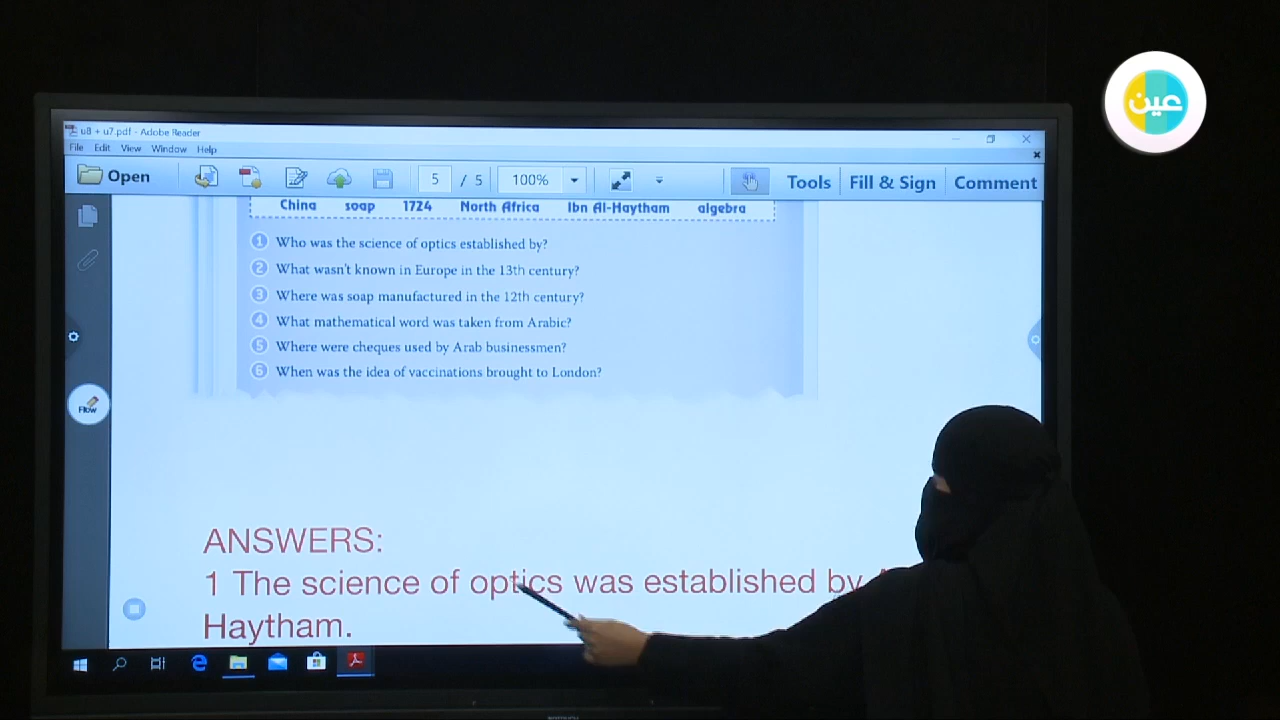 عين
u8 + u7.pdf - Adobe Reader
File Edit View Window Help
Open 5 / 5 100% Tools Fill & Sign Comment
China soap 1724 North Africa Ibn Al-Haytham algebra
1 Who was the science of optics established by?
2 What wasn't known in Europe in the 13th century?
3 Where was soap manufactured in the 12th century?
4 What mathematical word was taken from Arabic?
5 Where were cheques used by Arab businessmen?
6 When was the idea of vaccinations brought to London?
Flow
ANSWERS:
1 The science of optics was established by
Haytham.